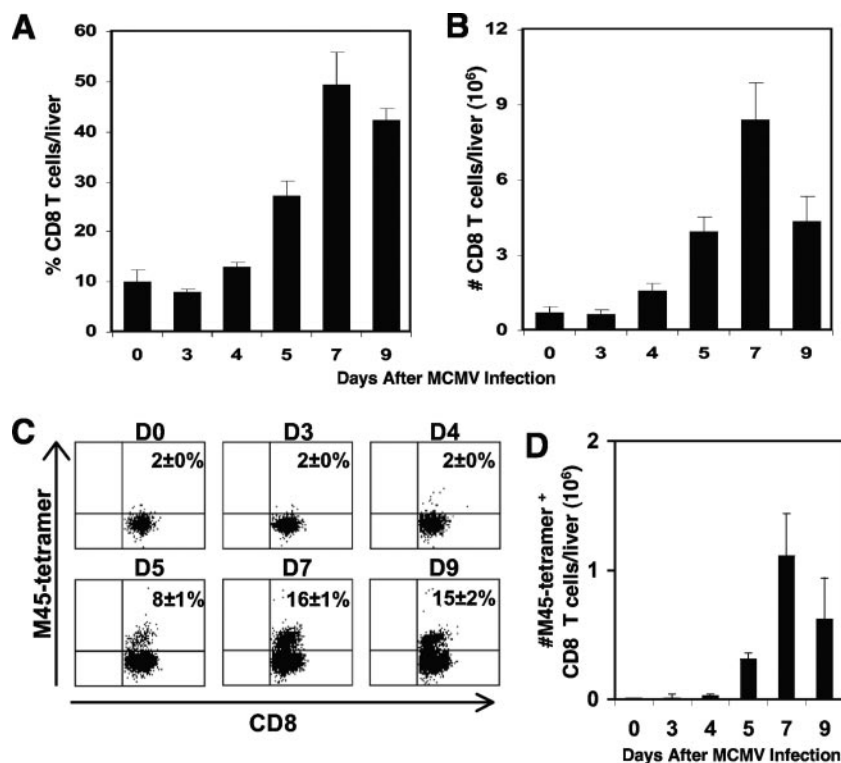 A
% CD8 T cells/liver
60
50
40
30
20
10
0
0 3 4 5 7 9
B
# CD8 T cells/liver (10⁶)
12
9
6
3
0
0 3 4 5 7 9
Days After MCMV Infection
C
M45-tetramer
D0 D3 D4
2±0% 2±0% 2±0%
D5 D7 D9
8±1% 16±1% 15±2%
CD8
D
#M45-tetramer ⁺
CD8 T cells/liver (10⁶)
2
1
0
0 3 4 5 7 9
Days After MCMV Infection